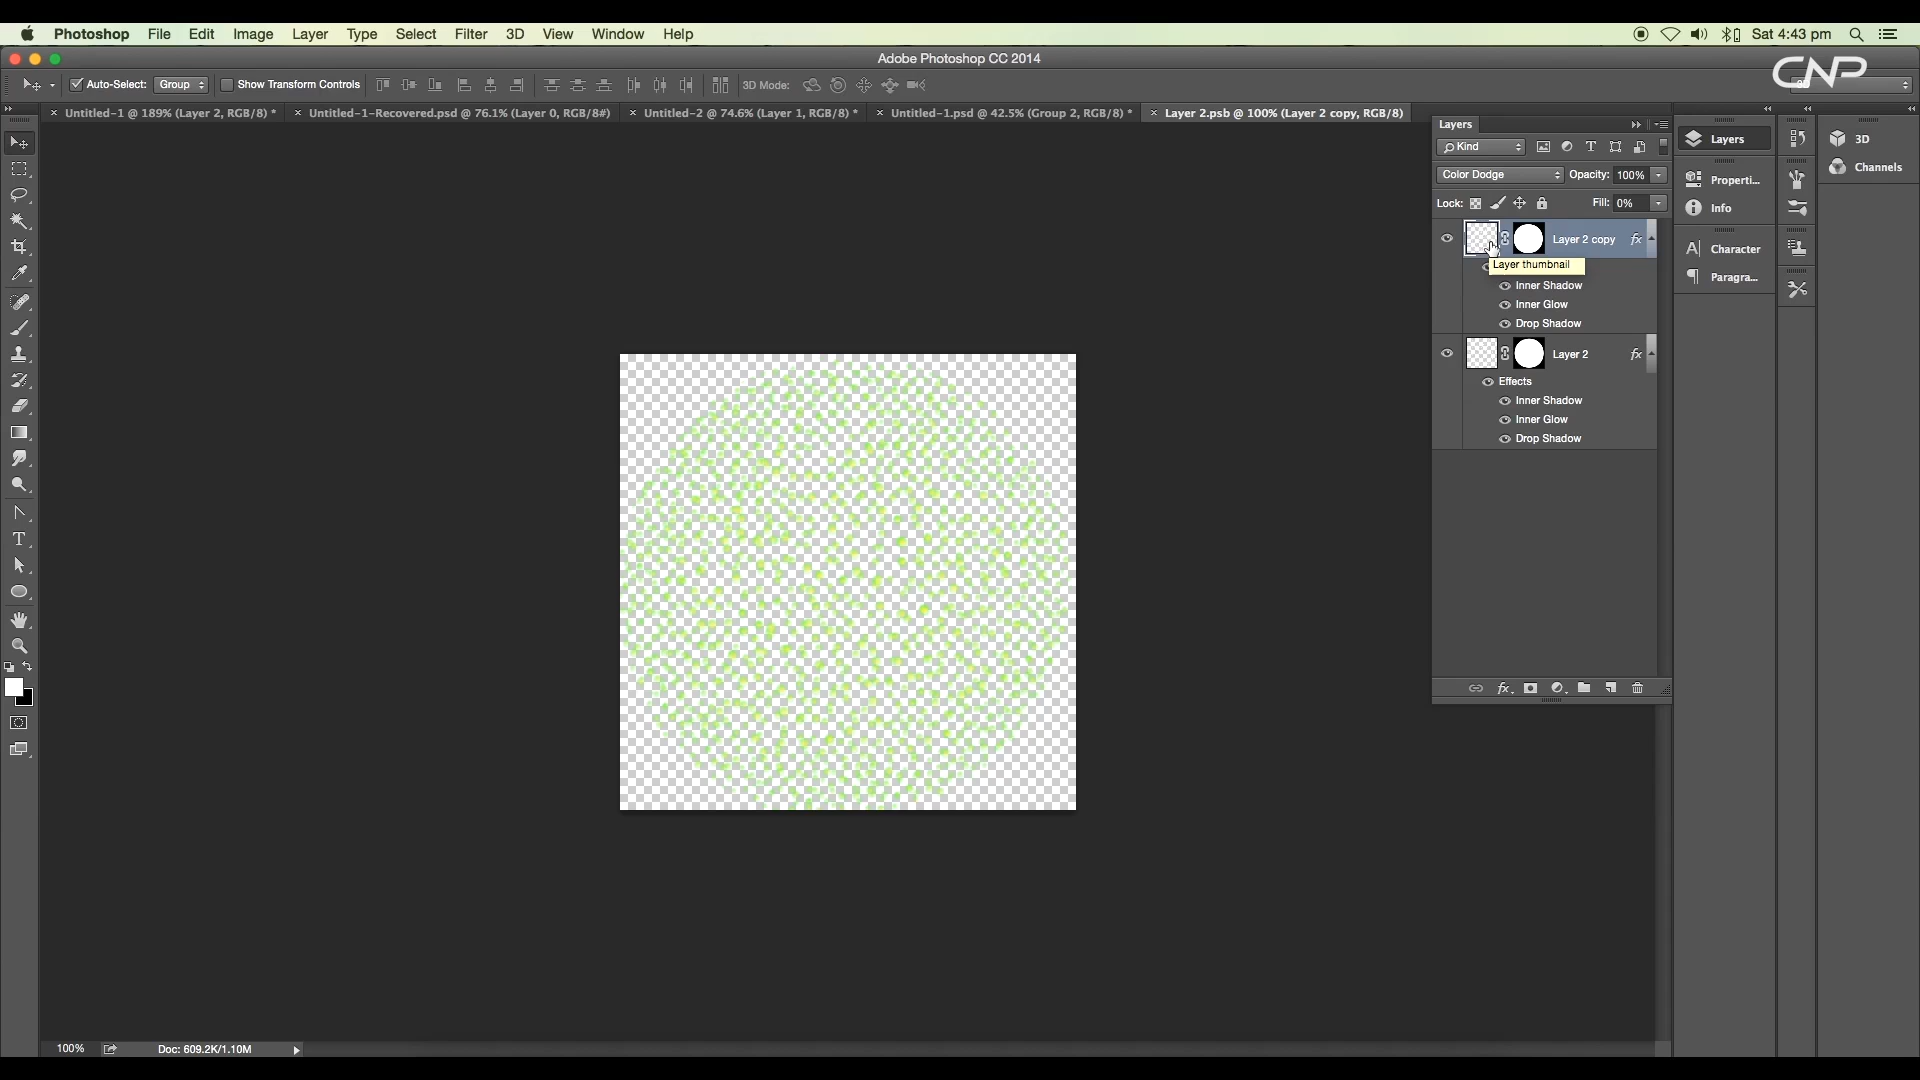 Photoshop File Edit Image Layer Type Select Filter 3D View Window Help Sat 4:43 pm
Adobe Photoshop CC 2014
CNP
Auto-Select: Group Show Transform Controls 3D Mode:
Untitled-1 @ 189% (Layer 2, RGB/8) * Untitled-1-Recovered.psd @ 76.1% (Layer 0, RGB/8#) Untitled-2 @ 74.6% (Layer 1, RGB/8) * Untitled-1.psd @ 42.5% (Group 2, RGB/8) * Layer 2.psb @ 100% (Layer 2 copy, RGB/8)
Layers
Kind
Color Dodge Opacity: 100%
Lock: Fill: 0%
Layer 2 copy fx
Layer thumbnail
Inner Shadow
Inner Glow
Drop Shadow
Layer 2 fx
Effects
Inner Shadow
Inner Glow
Drop Shadow
fx
Layers
Properti...
Info
Character
Paragra...
3D
Channels
100% Doc: 609.2K/1.10M